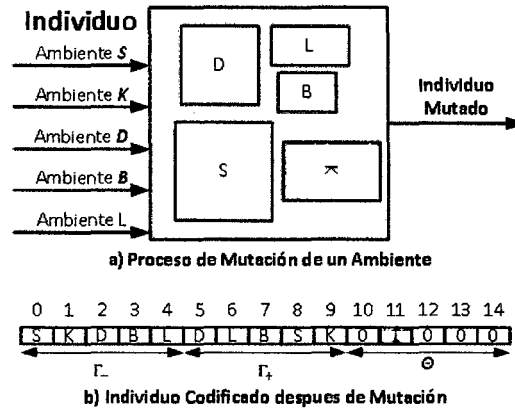 Individuo
Ambiente S
Ambiente K
Ambiente D
Ambiente B
Ambiente L
D
L
B
S
K
Individuo
Mutado
a) Proceso de Mutación de un Ambiente
0 1 2 3 4 5 6 7 8 9 10 11 12 13 14
S K D B L D L B S K 0 1 0 0 0
Γ- Γ+ Θ
b) Individuo Codificado despues de Mutación